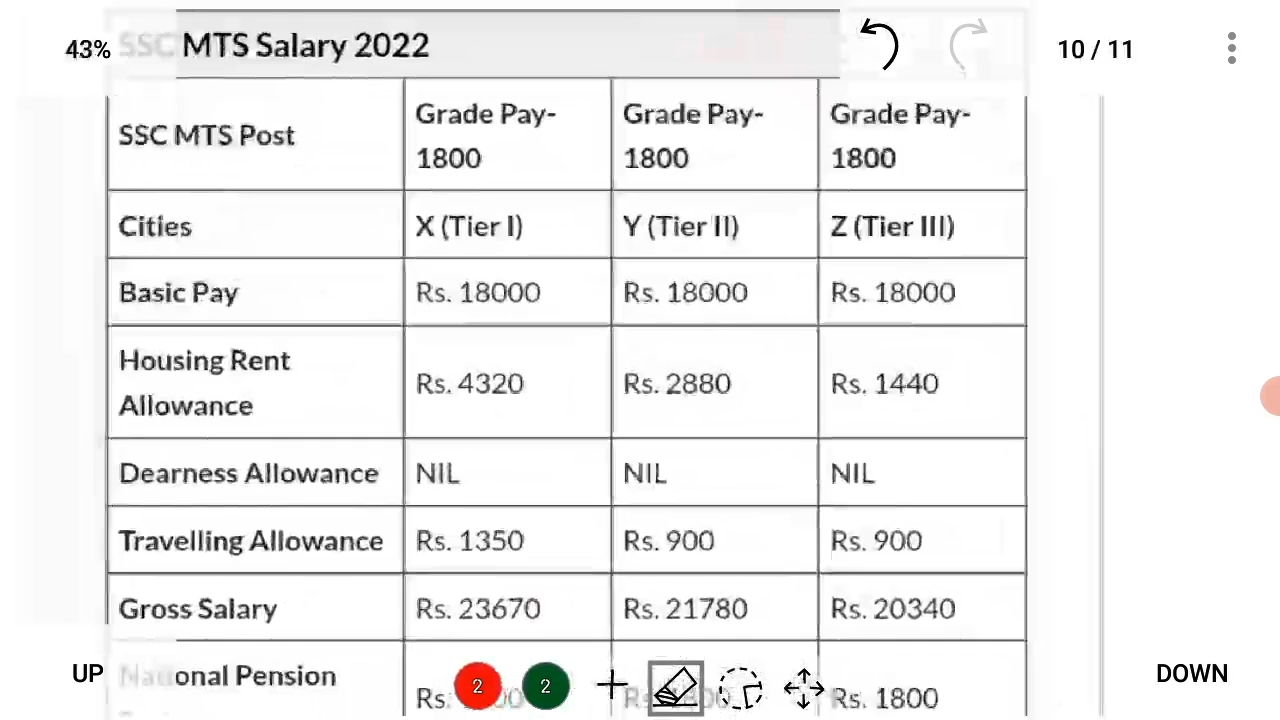 43% SSC MTS Salary 2022 10 / 11
SSC MTS Post Grade Pay- Grade Pay- Grade Pay-
1800 1800 1800
Cities X (Tier I) Y (Tier II) Z (Tier III)
Basic Pay Rs. 18000 Rs. 18000 Rs. 18000
Housing Rent
Allowance Rs. 4320 Rs. 2880 Rs. 1440
Dearness Allowance NIL NIL NIL
Travelling Allowance Rs. 1350 Rs. 900 Rs. 900
Gross Salary Rs. 23670 Rs. 21780 Rs. 20340
UP National Pension 2 2 DOWN
Rs. Rs. 1800